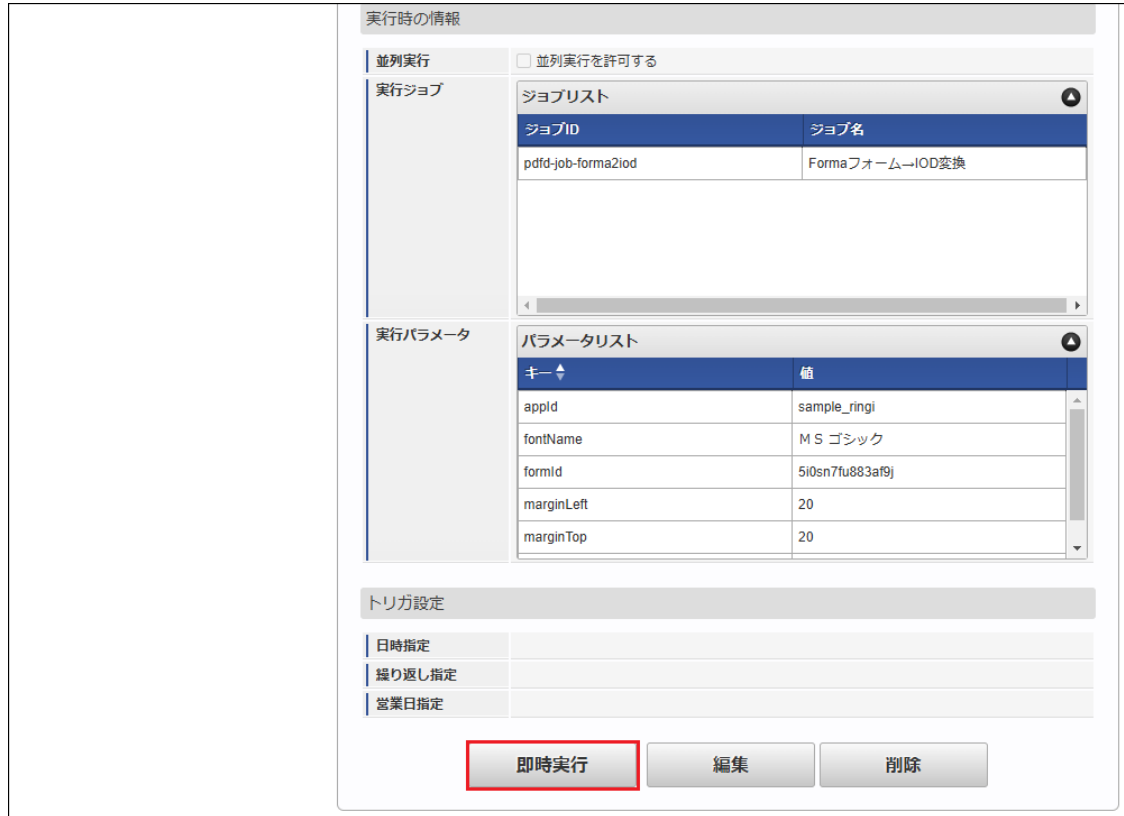 実行時の情報
並列実行 並列実行を許可する
実行ジョブ ジョブリスト
ジョブID ジョブ名
pdfd-job-forma2iod Formaフォーム→IOD変換
実行パラメータ パラメータリスト
キー 値
appId sample_ringi
fontName ＭＳ ゴシック
formId 5i0sn7fu883af9j
marginLeft 20
marginTop 20
トリガ設定
日時指定
繰り返し指定
営業日指定
即時実行 編集 削除